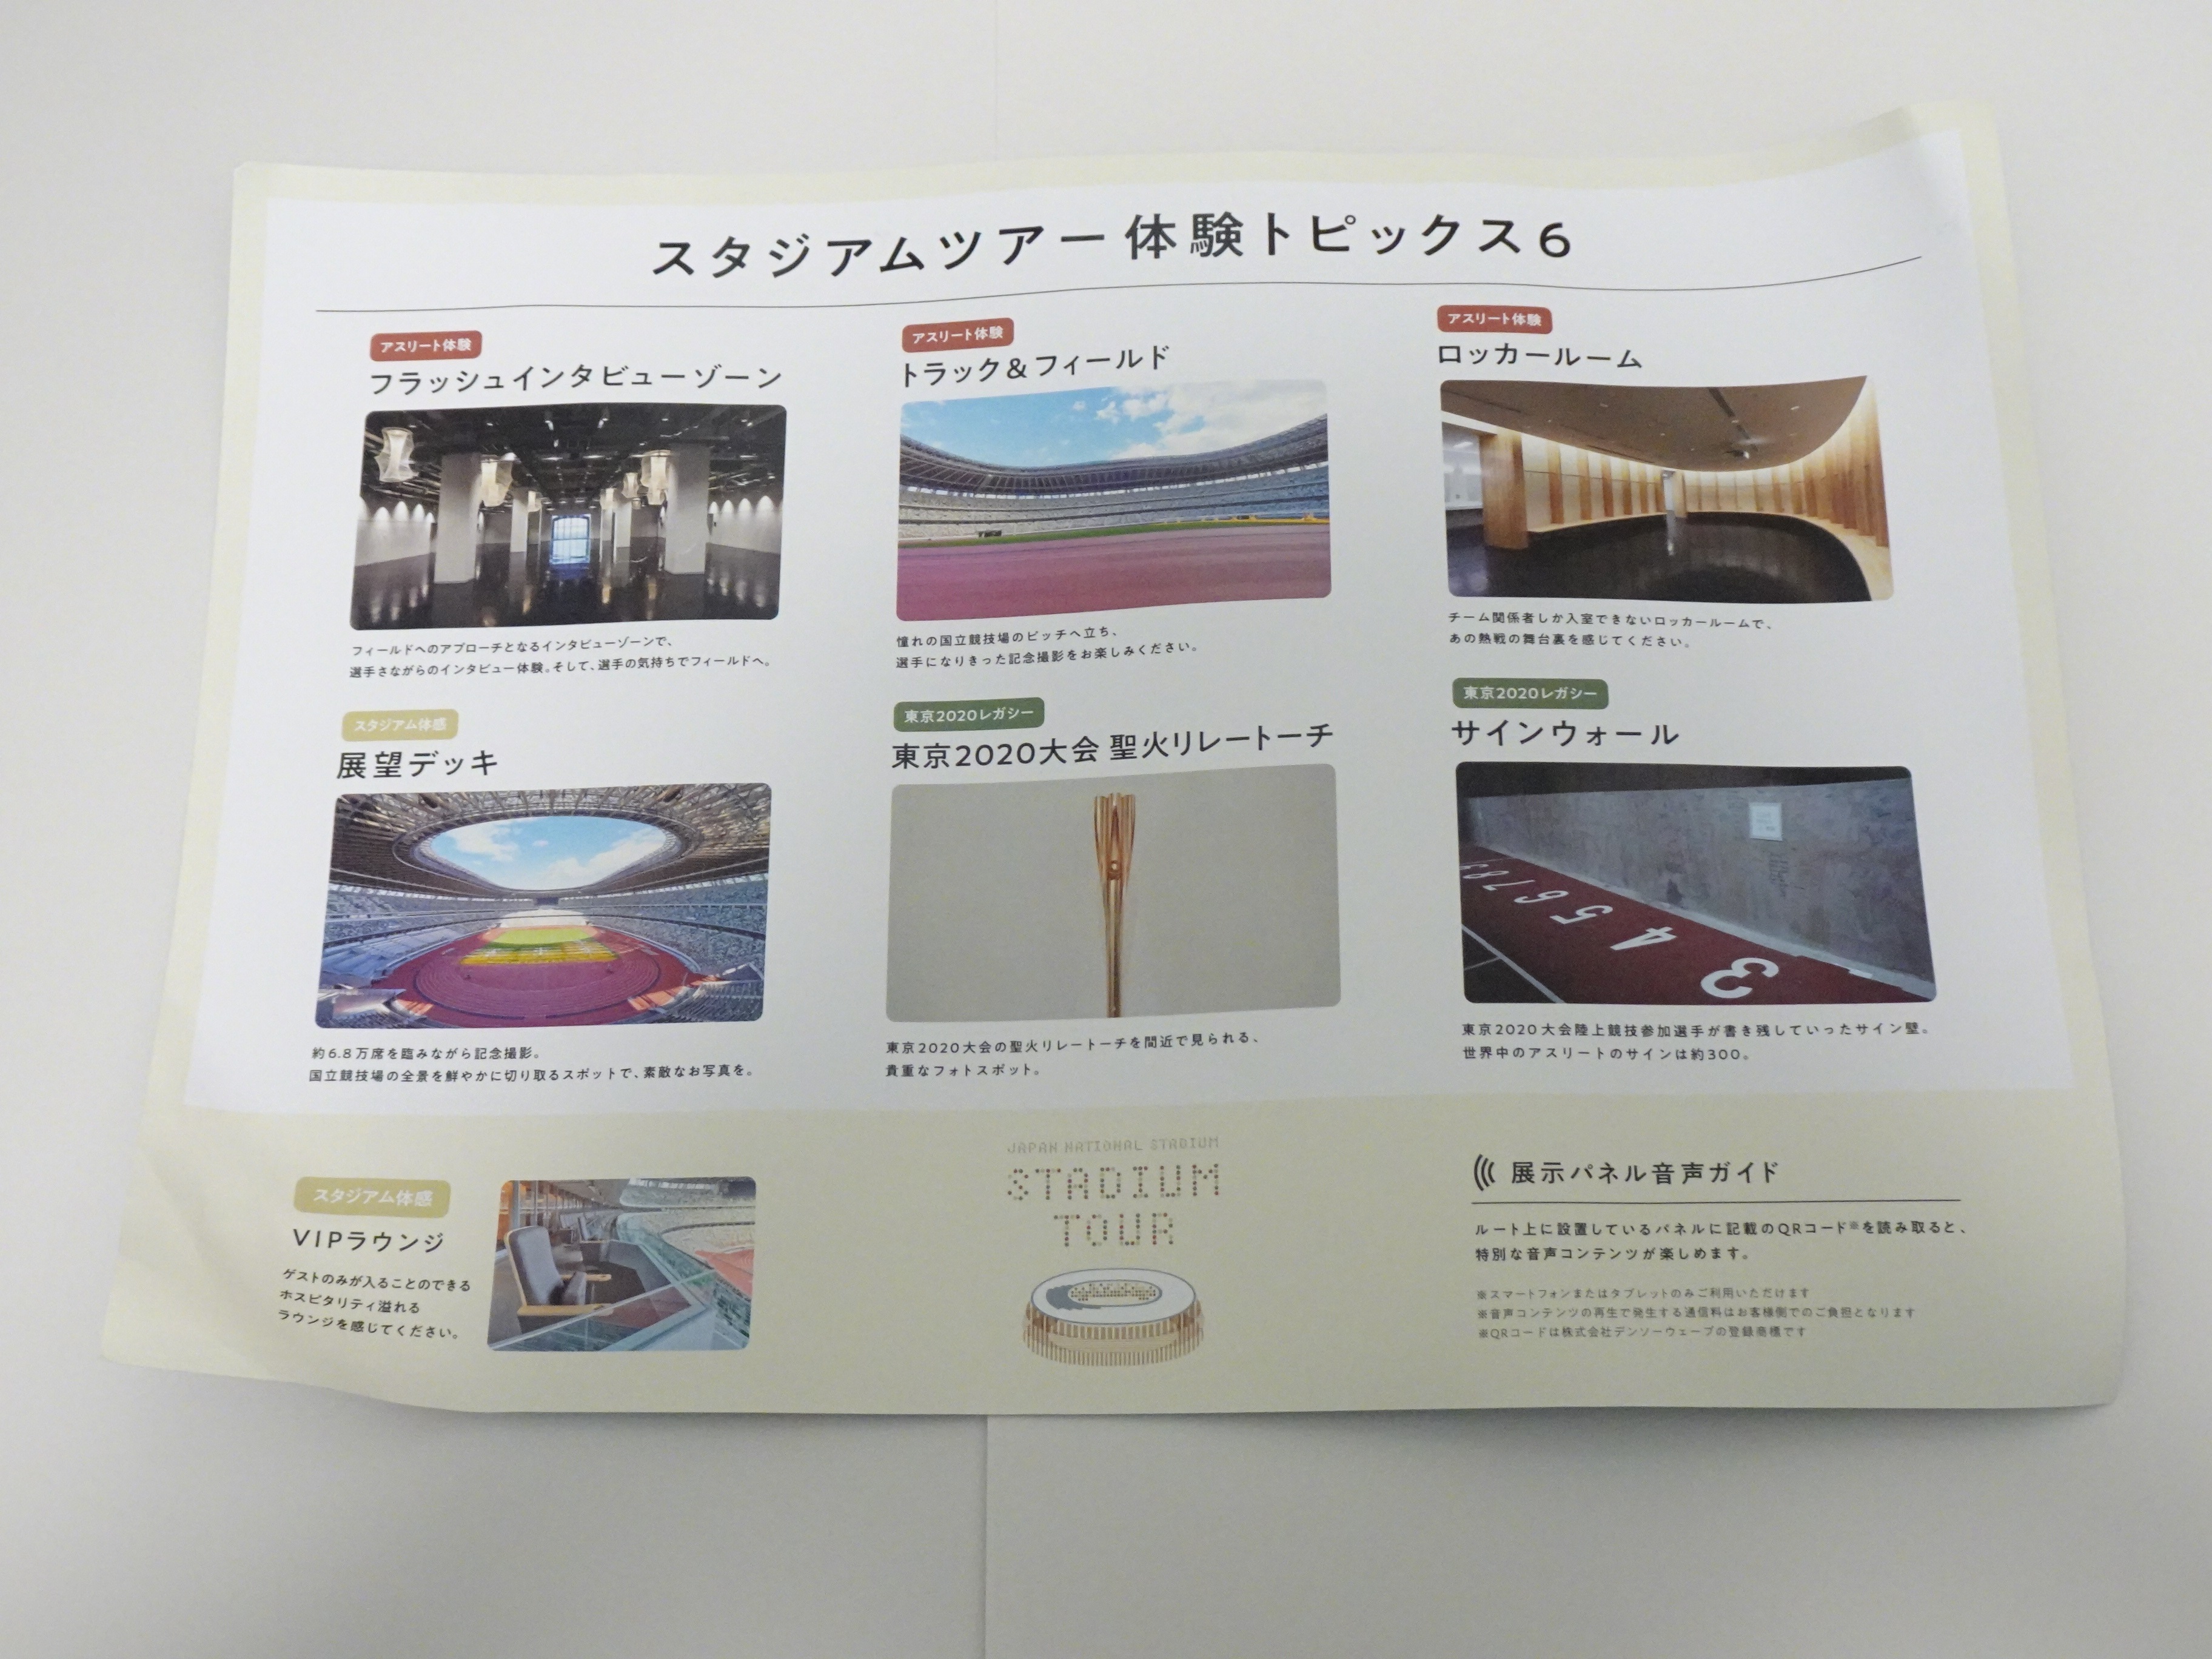 スタジアムツアー 体験トピックス6
アスリート体験
フラッシュインタビューゾーン
フィールドへのアプローチとなるインタビューゾーンで、
選手さながらのインタビュー体験。そして、選手の気持ちでフィールドへ。
アスリート体験
トラック&フィールド
憧れの国立競技場のピッチへ立ち、
選手になりきった記念撮影をお楽しみください。
アスリート体験
ロッカールーム
チーム関係者しか入室できないロッカールームで、
あの熱戦の舞台裏を感じてください。
スタジアム体感
展望デッキ
約6.8万席を臨みながら記念撮影。
国立競技場の全景を鮮やかに切り取るスポットで、素敵なお写真を。
東京2020レガシー
東京2020大会 聖火リレートーチ
東京2020大会の聖火リレートーチを間近で見られる、
貴重なフォトスポット。
東京2020レガシー
サインウォール
3
4
5
6
7
8
東京2020大会陸上競技参加選手が書き残していったサイン壁。
世界中のアスリートのサインは約300。
スタジアム体感
VIPラウンジ
ゲストのみが入ることのできる
ホスピタリティ溢れる
ラウンジを感じてください。
JAPAN NATIONAL STADIUM
STADIUM
TOUR
展示パネル音声ガイド
ルート上に設置しているパネルに記載のQRコード※を読み取ると、
特別な音声コンテンツが楽しめます。
※スマートフォンまたはタブレットのみご利用いただけます
※音声コンテンツの再生で発生する通信料はお客様側でのご負担となります
※QRコードは株式会社デンソーウェーブの登録商標です